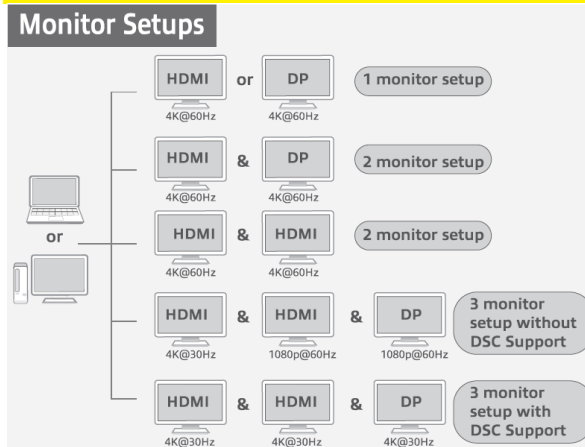 Monitor Setups
HDMI or DP 1 monitor setup
4K@60Hz 4K@60Hz
HDMI & DP 2 monitor setup
4K@60Hz 4K@60Hz
or
HDMI & HDMI 2 monitor setup
4K@60Hz 4K@60Hz
HDMI & HDMI & DP 3 monitor
setup without
DSC Support
4K@30Hz 1080p@60Hz 1080p@60Hz
HDMI & HDMI & DP 3 monitor
setup with
DSC Support
4K@30Hz 4K@30Hz 4K@30Hz